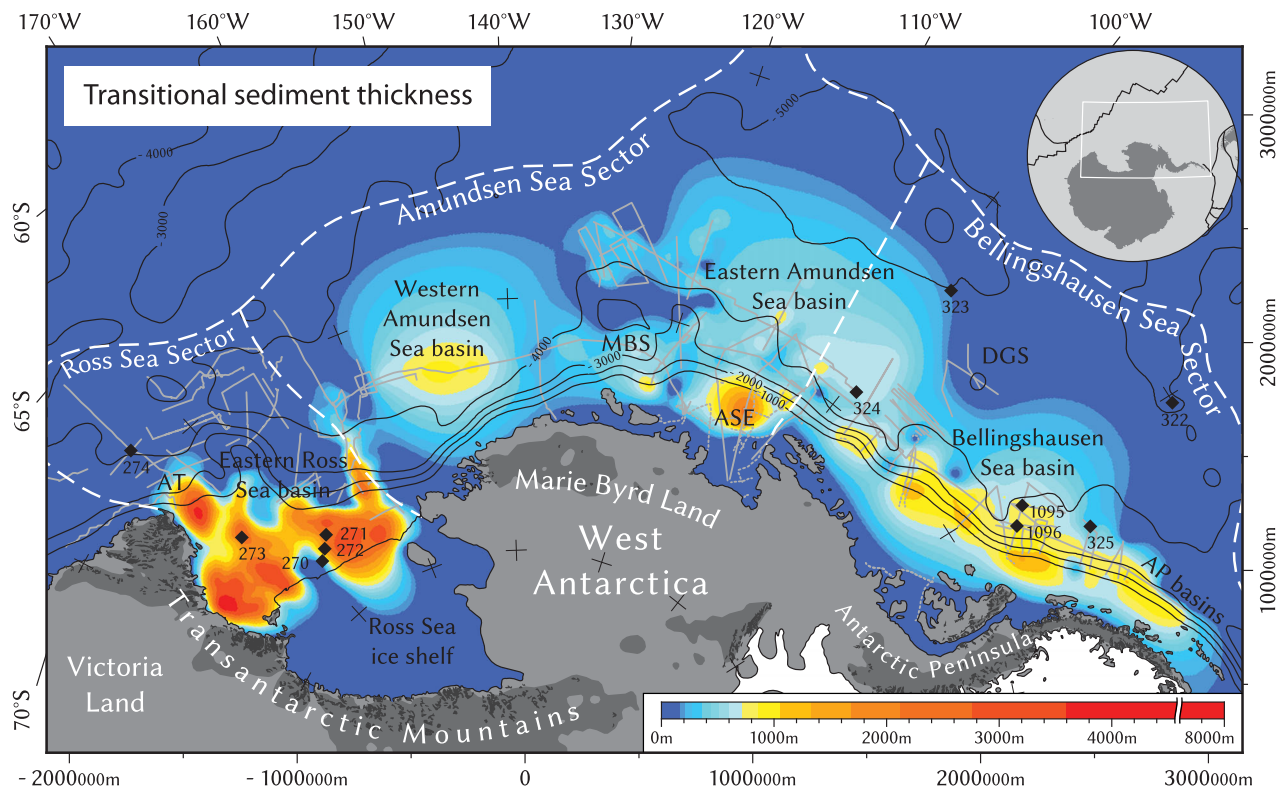 170°W 160°W 150°W 140°W 130°W 120°W 110°W 100°W
Transitional sediment thickness
3000000m
2000000m
1000000m
60°S
65°S
70°S
-4000
-3000
-5000
Amundsen Sea Sector
Bellingshausen Sea Sector
Ross Sea Sector
Western
Amundsen
Sea basin
Eastern Amundsen
Sea basin
323
MBS
-4000
-3000
-2000
-1000
DGS
322
324
ASE
274
AT
Eastern Ross
Sea basin
Bellingshausen
Sea basin
1095
1096
325
271
272
270
273
Marie Byrd Land
West
Antarctica
AP basins
Antarctic Peninsula
Ross Sea
ice shelf
Victoria
Land
Transantarctic Mountains
0m 1000m 2000m 3000m 4000m 8000m
- 2000000m - 1000000m 0 1000000m 2000000m 3000000m